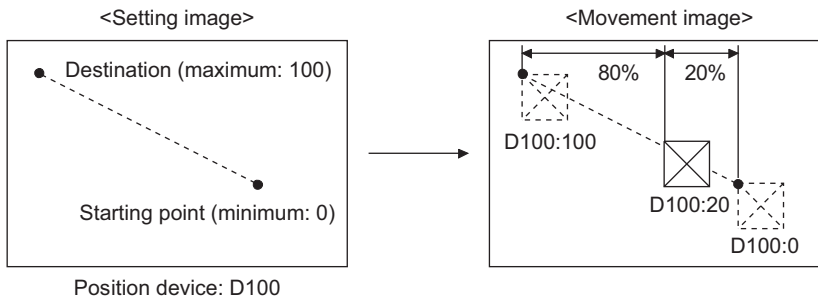 <Setting image>
Destination (maximum: 100)
Starting point (minimum: 0)
Position device: D100
<Movement image>
80%
20%
D100:100
D100:20
D100:0